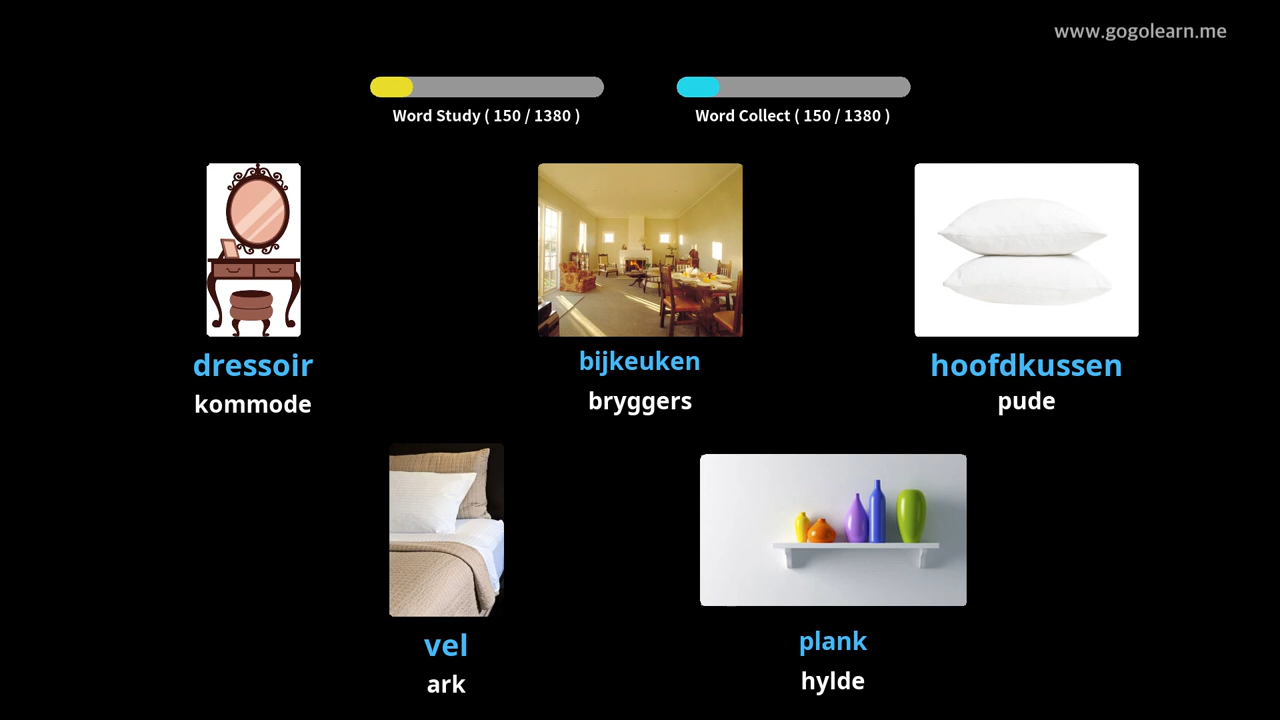 www.gogolearn.me
Word Study ( 150 / 1380 )
Word Collect ( 150 / 1380 )
dressoir
kommode
bijkeuken
bryggers
hoofdkussen
pude
vel
ark
plank
hylde